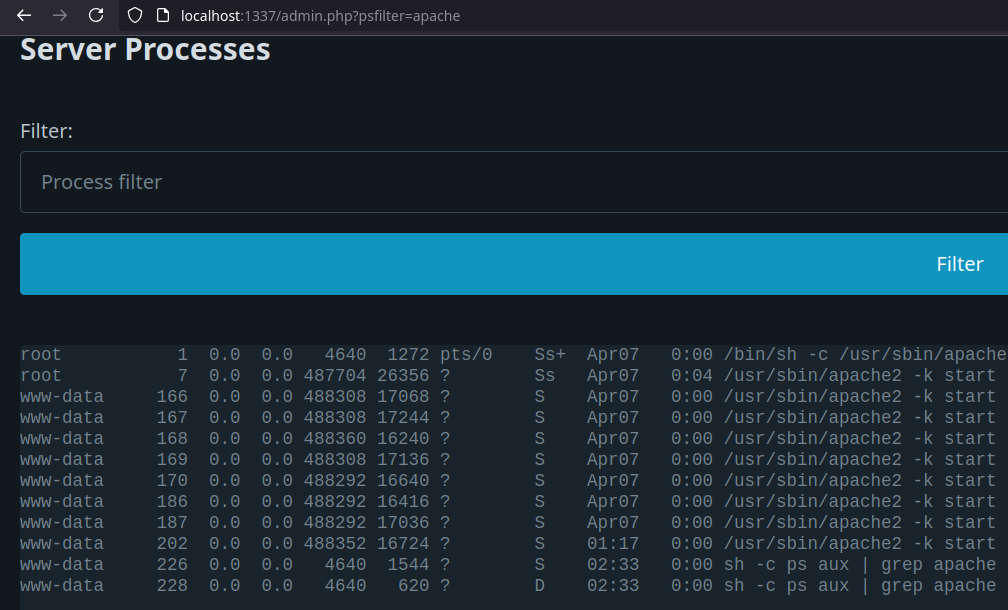 localhost:1337/admin.php?psfilter=apache
Server Processes
Filter:
Process filter
Filter
root 1 0.0 0.0 4640 1272 pts/0 Ss+ Apr07 0:00 /bin/sh -c /usr/sbin/apache
root 7 0.0 0.0 487704 26356 ? Ss Apr07 0:04 /usr/sbin/apache2 -k start
www-data 166 0.0 0.0 488308 17068 ? S Apr07 0:00 /usr/sbin/apache2 -k start
www-data 167 0.0 0.0 488308 17244 ? S Apr07 0:00 /usr/sbin/apache2 -k start
www-data 168 0.0 0.0 488360 16240 ? S Apr07 0:00 /usr/sbin/apache2 -k start
www-data 169 0.0 0.0 488308 17136 ? S Apr07 0:00 /usr/sbin/apache2 -k start
www-data 170 0.0 0.0 488292 16640 ? S Apr07 0:00 /usr/sbin/apache2 -k start
www-data 186 0.0 0.0 488292 16416 ? S Apr07 0:00 /usr/sbin/apache2 -k start
www-data 187 0.0 0.0 488292 17036 ? S Apr07 0:00 /usr/sbin/apache2 -k start
www-data 202 0.0 0.0 488352 16724 ? S 01:17 0:00 /usr/sbin/apache2 -k start
www-data 226 0.0 0.0 4640 1544 ? S 02:33 0:00 sh -c ps aux | grep apache
www-data 228 0.0 0.0 4640 620 ? D 02:33 0:00 sh -c ps aux | grep apache